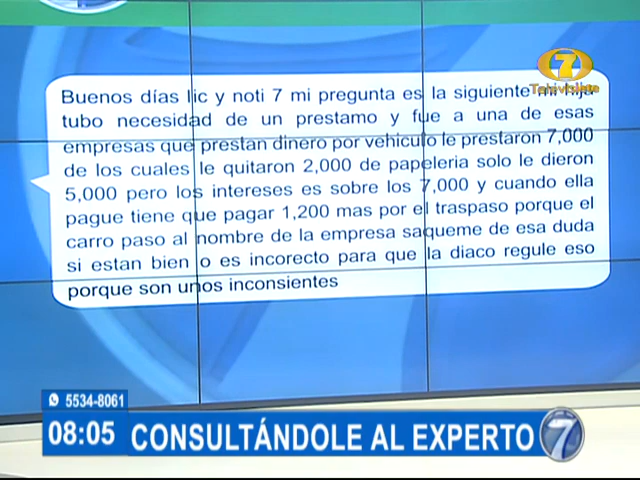 7
Televisiete
Buenos días lic y noti 7 mi pregunta es la siguiente mi hija
tubo necesidad de un prestamo y fue a una de esas
empresas que prestan dinero por vehiculo le prestaron 7,000
de los cuales le quitaron 2,000 de papeleria solo le dieron
5,000 pero los intereses es sobre los 7,000 y cuando ella
pague tiene que pagar 1,200 mas por el traspaso porque el
carro paso al nombre de la empresa saqueme de esa duda
si estan bien o es incorecto para que la diaco regule eso
porque son unos inconsientes
5534-8061
08:05 CONSULTÁNDOLE AL EXPERTO 7